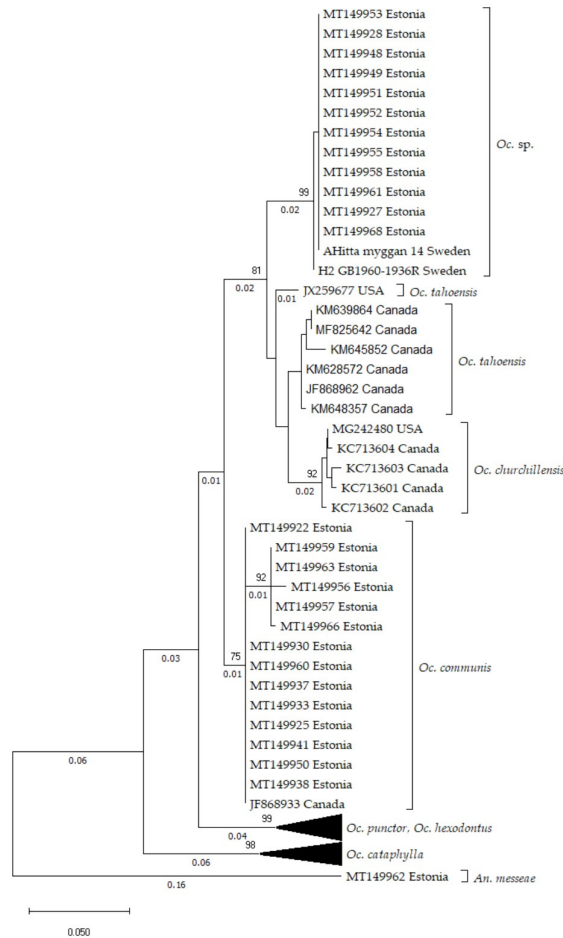 MT149953 Estonia
MT149928 Estonia
MT149948 Estonia
MT149949 Estonia
MT149951 Estonia
MT149952 Estonia
MT149954 Estonia
Oc. sp.
MT149955 Estonia
MT149958 Estonia
MT149961 Estonia
99
MT149927 Estonia
0.02
MT149968 Estonia
AHitta myggan 14 Sweden
81
H2 GB1960-1936R Sweden
0.02
JX259677 USA
Oc. tahoensis
0.01
KM639864 Canada
MF825642 Canada
KM645852 Canada
Oc. tahoensis
KM628572 Canada
JF868962 Canada
KM648357 Canada
MG242480 USA
KC713604 Canada
92
KC713603 Canada
Oc. churchillensis
0.01
0.02
KC713601 Canada
KC713602 Canada
MT149922 Estonia
MT149959 Estonia
MT149963 Estonia
92
MT149956 Estonia
0.01
MT149957 Estonia
MT149966 Estonia
MT149930 Estonia
75
0.03
MT149960 Estonia
Oc. communis
0.01
MT149937 Estonia
MT149933 Estonia
MT149925 Estonia
MT149941 Estonia
0.06
MT149950 Estonia
MT149938 Estonia
JF868933 Canada
99
Oc. punctor, Oc. hexodontus
0.04
98
Oc. cataphylla
0.06
MT149962 Estonia
An. messeae
0.16
0.050